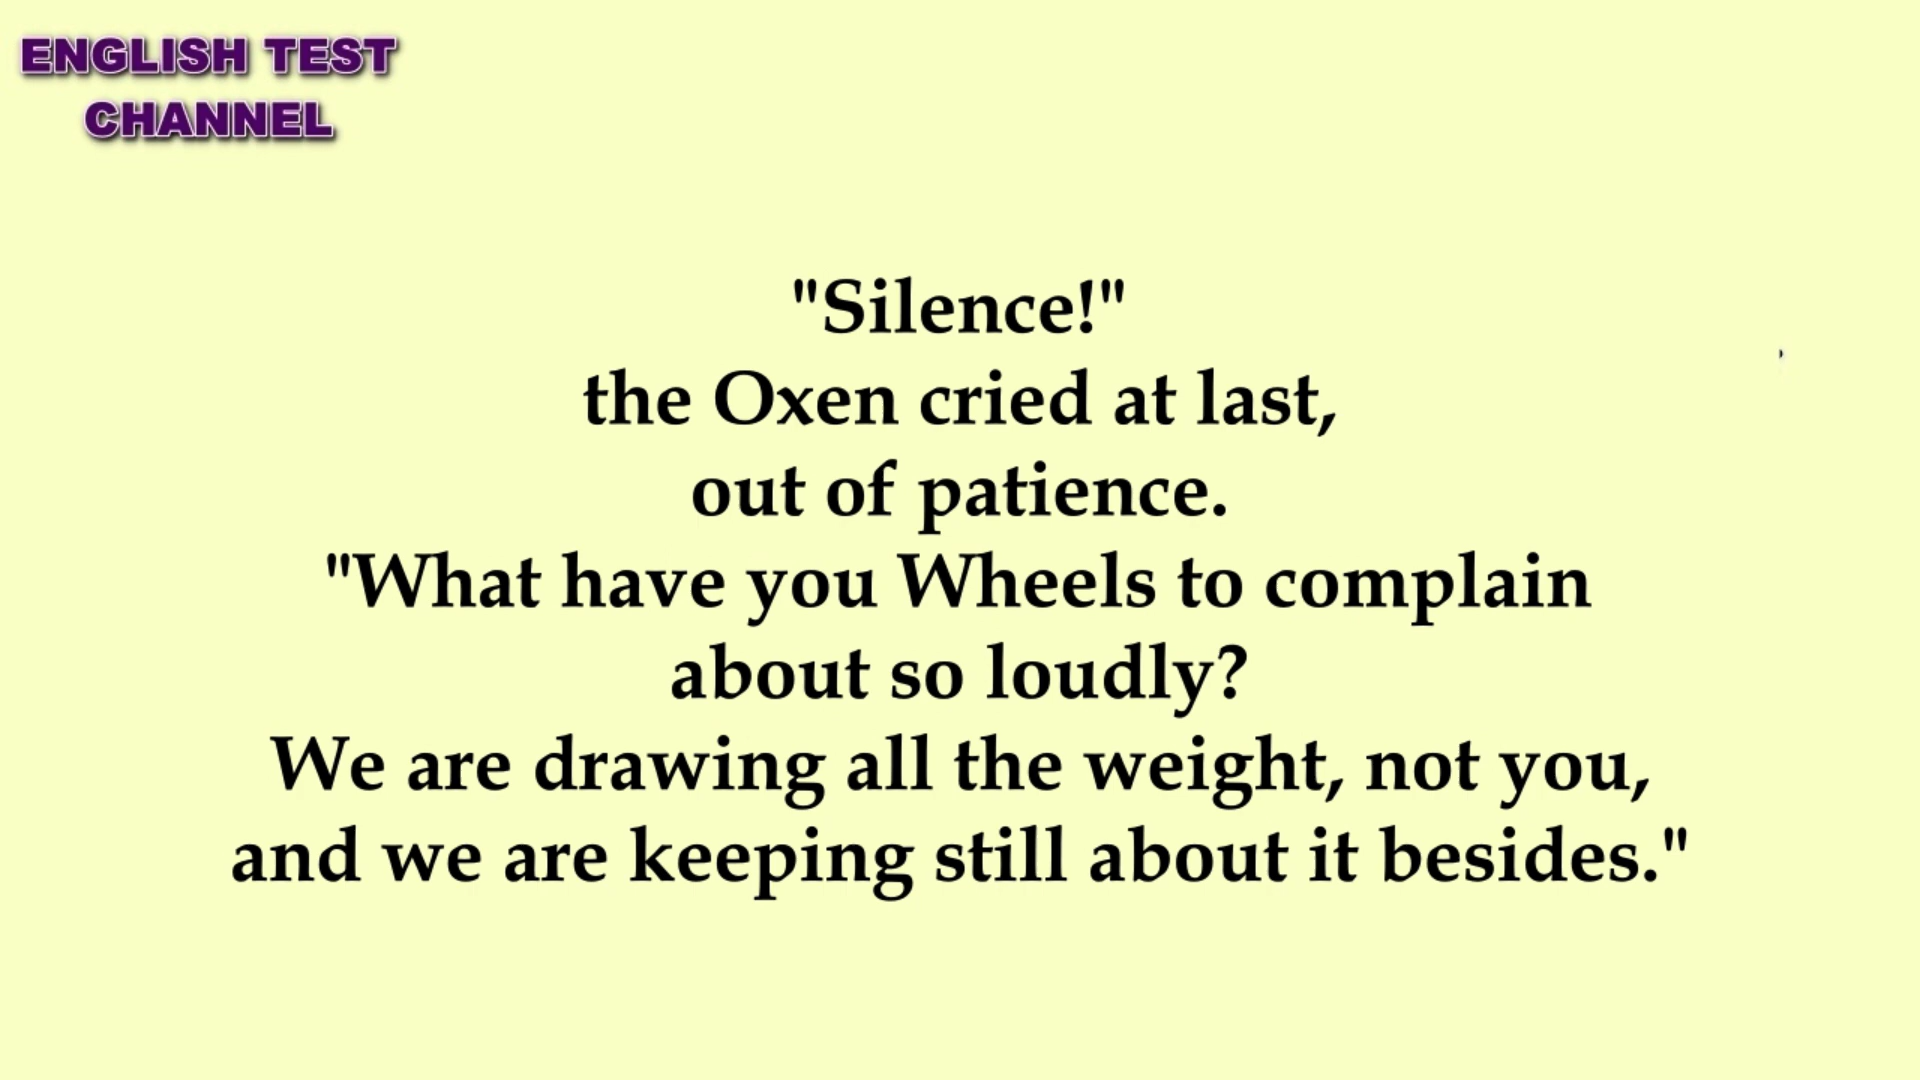 ENGLISH TEST
CHANNEL
"Silence!"
the Oxen cried at last,
out of patience.
"What have you Wheels to complain
about so loudly?
We are drawing all the weight, not you,
and we are keeping still about it besides."